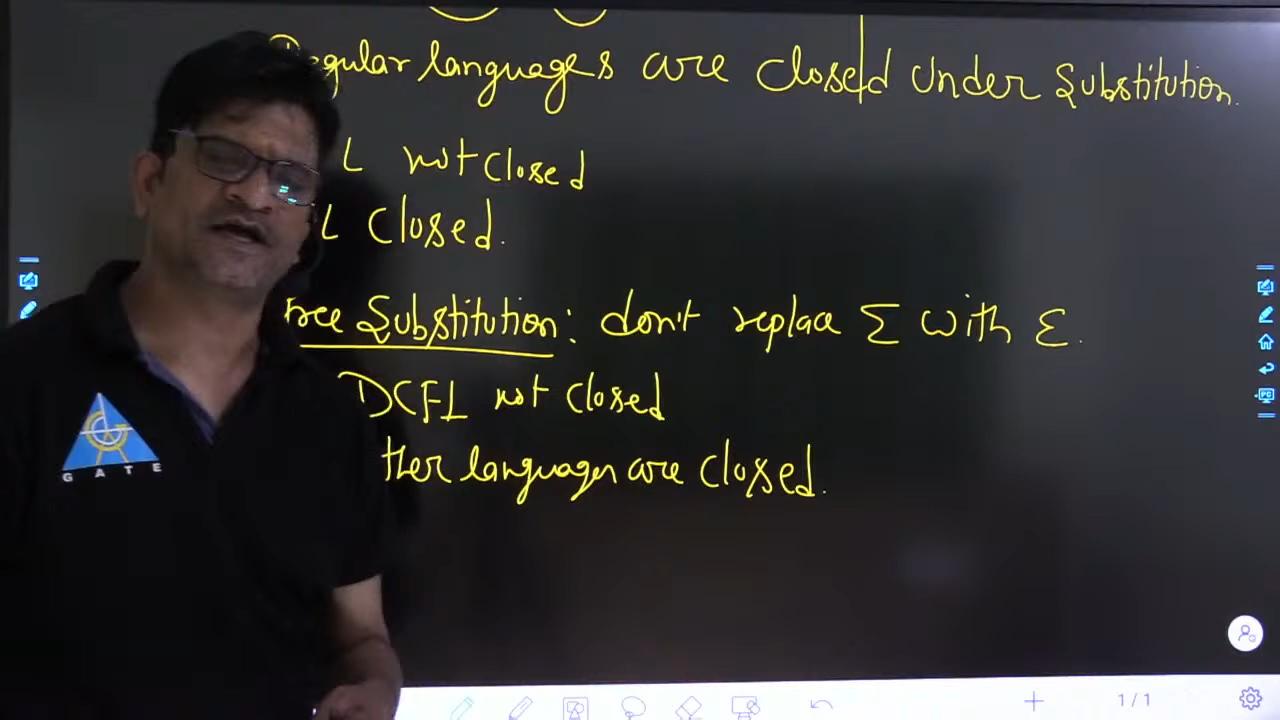 Regular languages are closed under Substitution.
L not closed
L closed.
free Substitution: don't replace Σ with ε.
DCFL not closed
ther languages are closed.
GATE
1/1